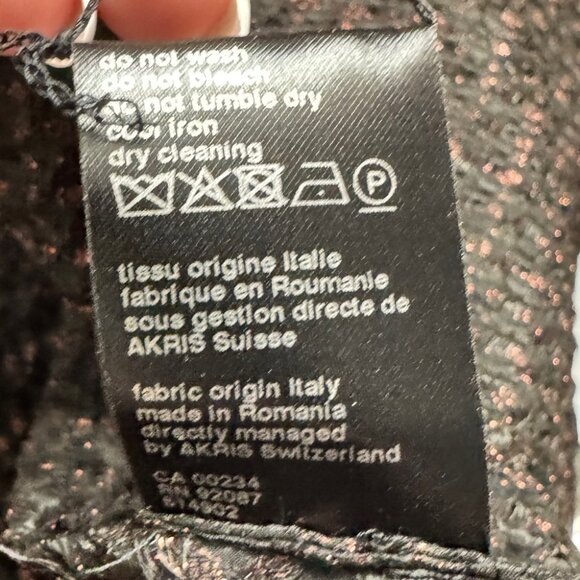 do not wash
do not bleach
do not tumble dry
cool iron
dry cleaning
P
tissu origine Italie
fabrique en Roumanie
sous gestion directe de
AKRIS Suisse
fabric origin Italy
made in Romania
directly managed
by AKRIS Switzerland
CA 00234
RN 92087